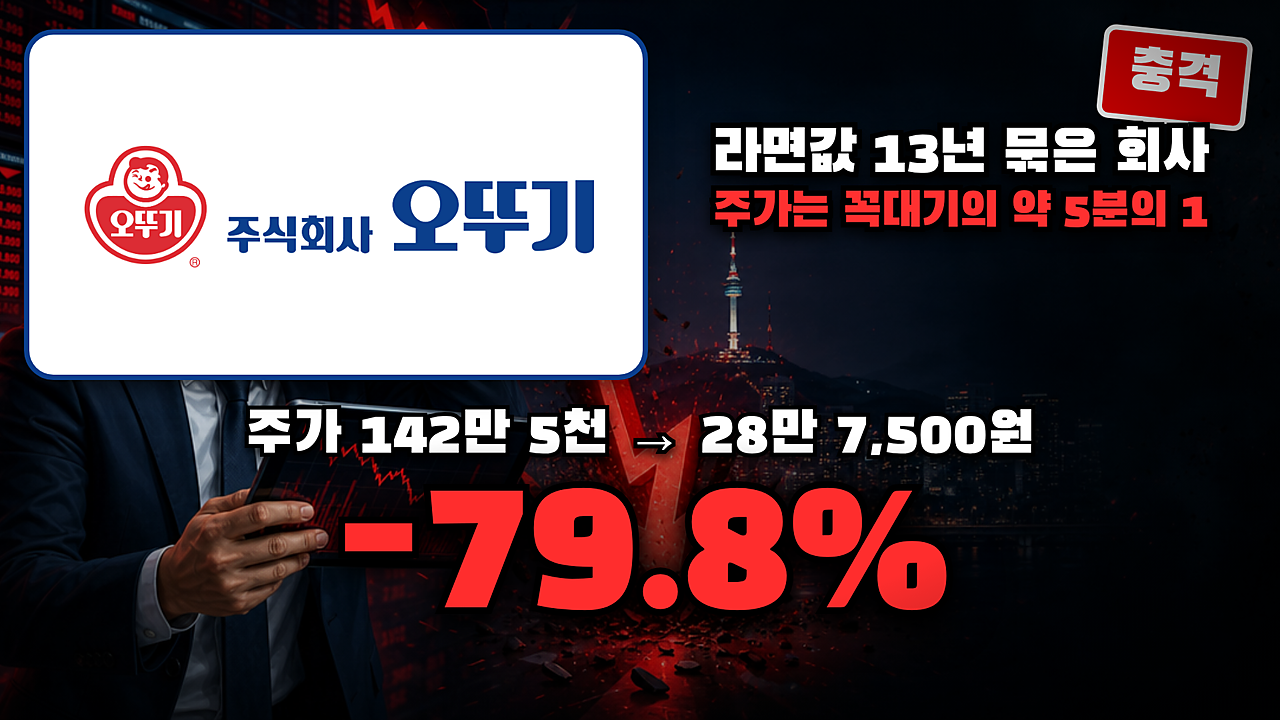 충격
라면값 13년 묶은 회사
주가는 꼭대기의 약 5분의 1
오뚜기
®
주식회사 오뚜기
주가 142만 5천 → 28만 7,500원
-79.8%